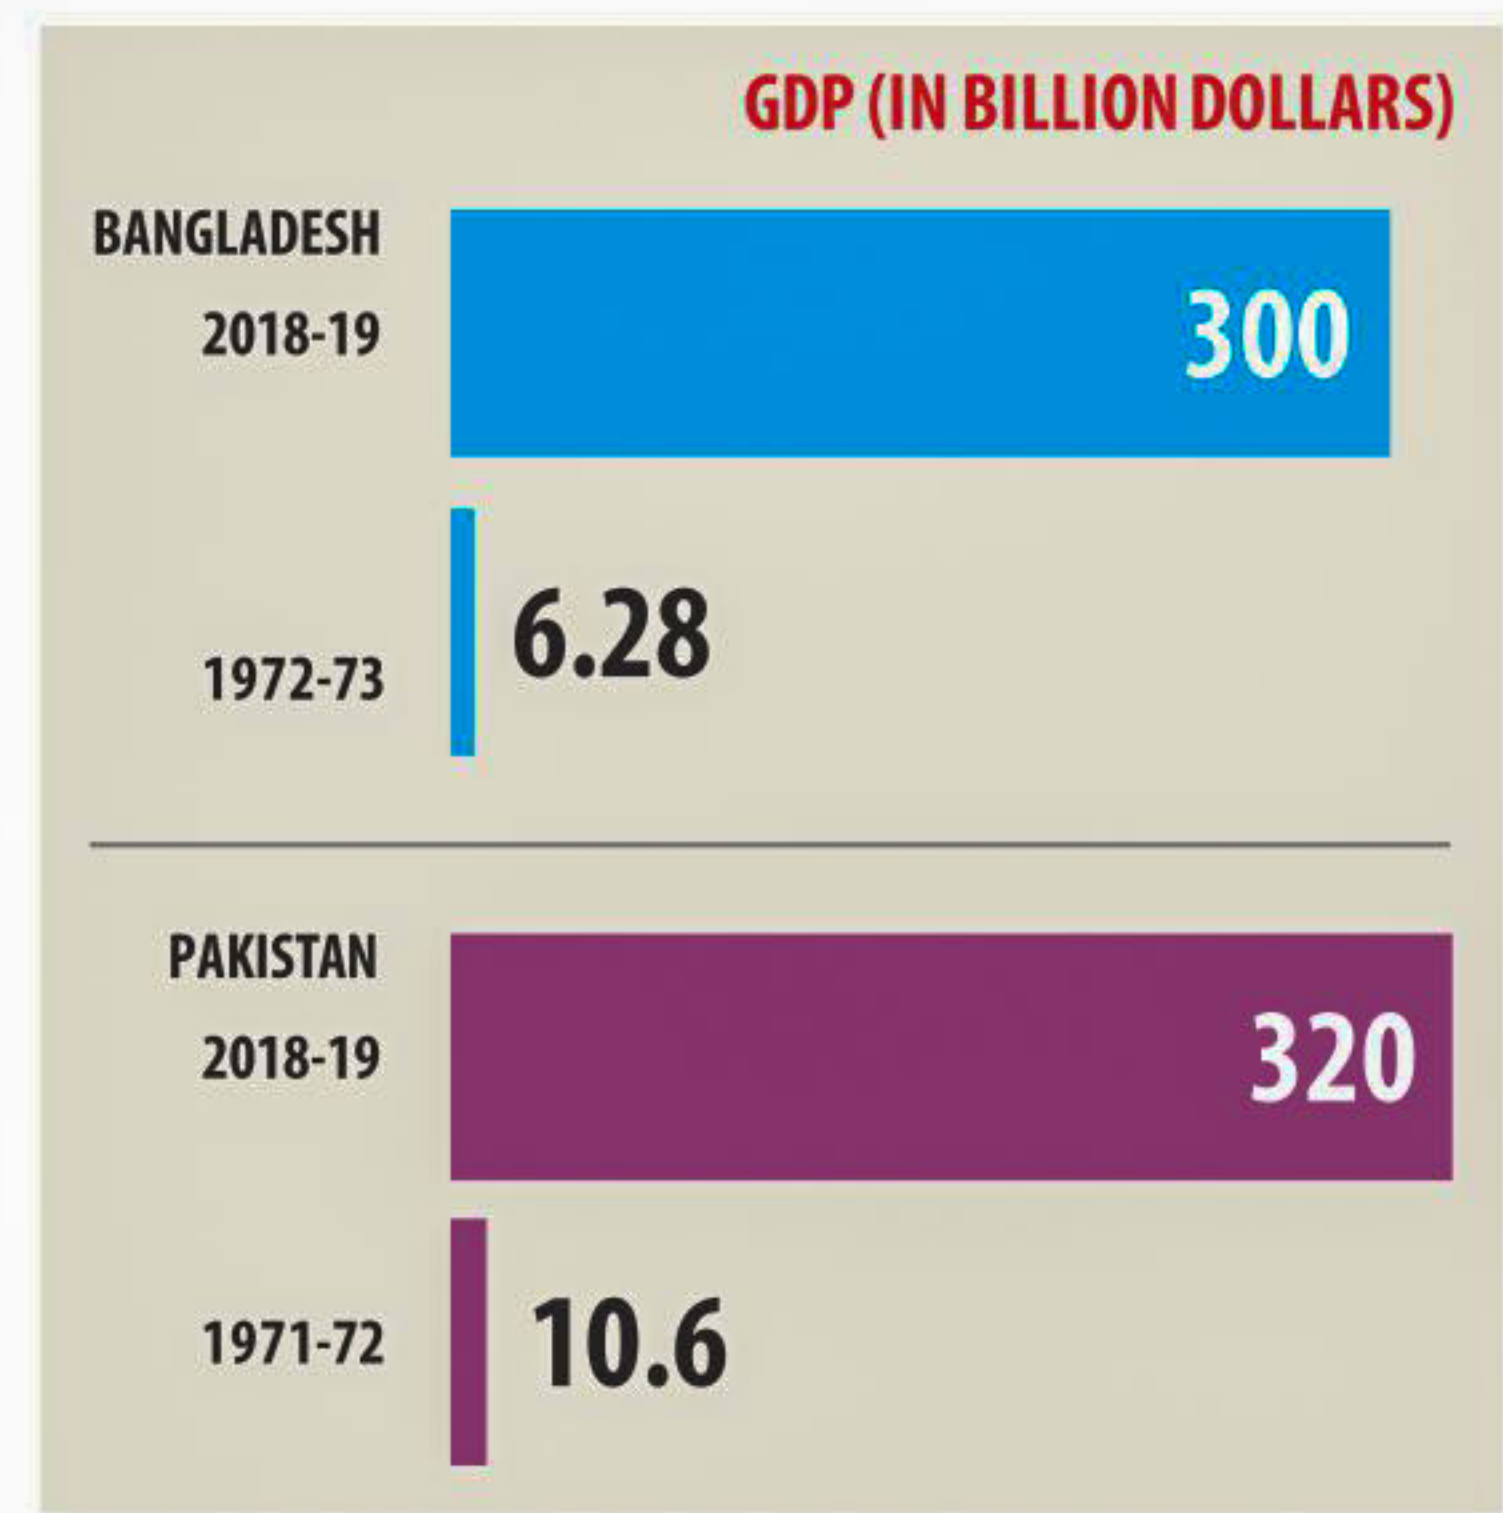 GDP (IN BILLION DOLLARS)
BANGLADESH
2018-19
300
1972-73
6.28
PAKISTAN
2018-19
320
1971-72
10.6